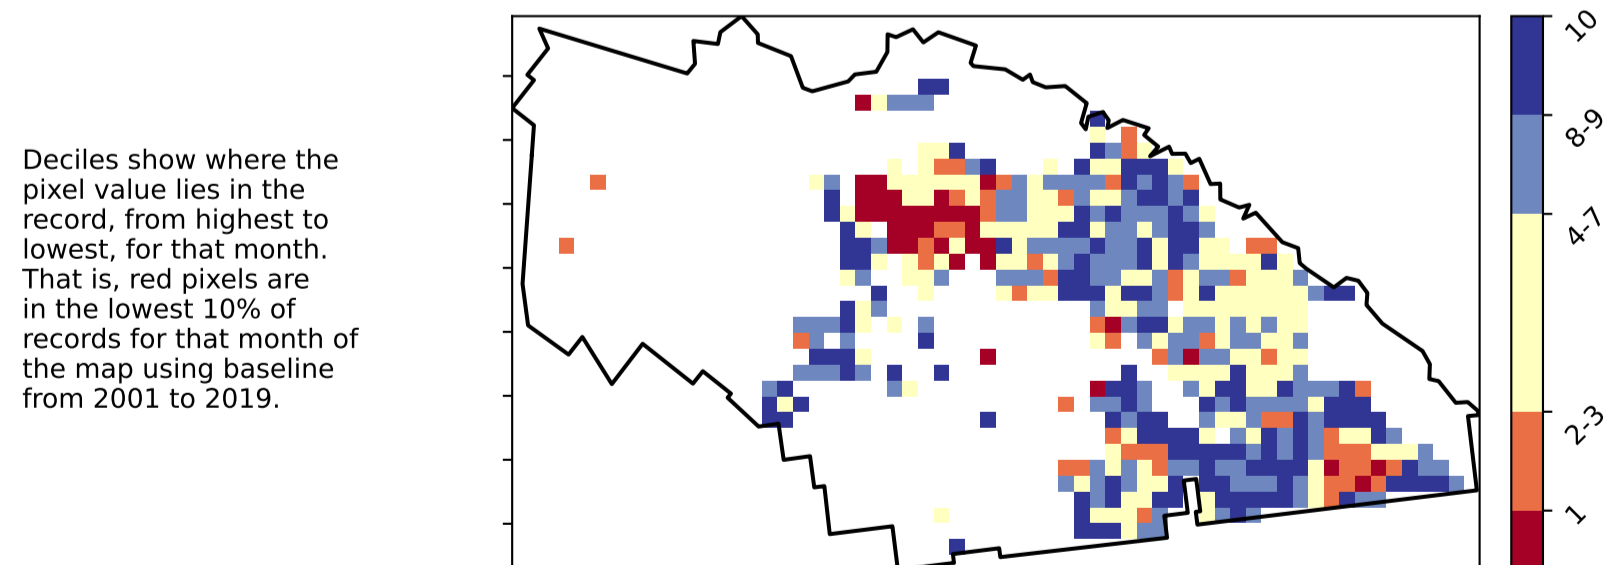 Deciles show where the
pixel value lies in the
record, from highest to
lowest, for that month.
That is, red pixels are
in the lowest 10% of
records for that month of
the map using baseline
from 2001 to 2019.
10
8-9
4-7
2-3
1